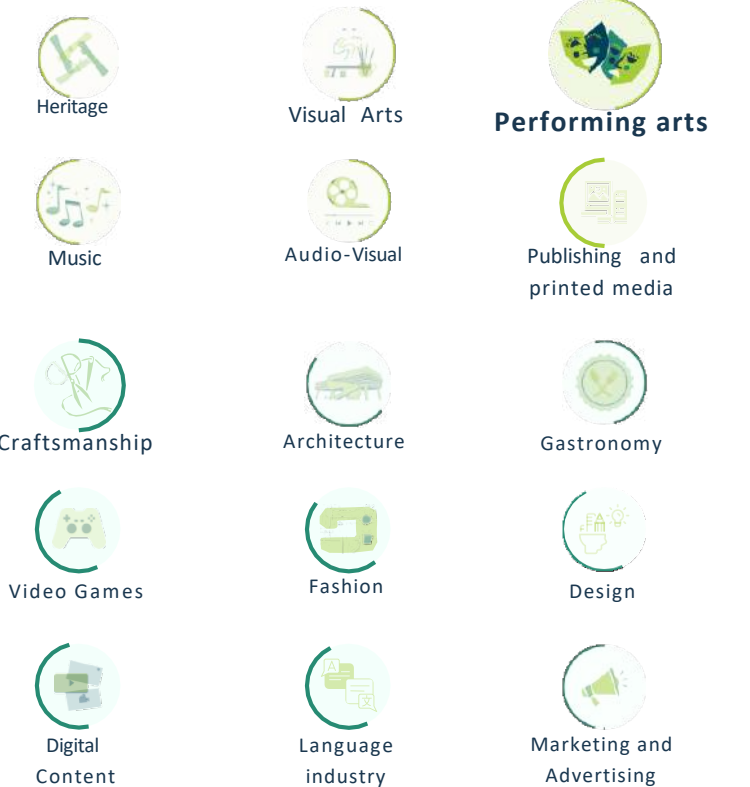 Heritage
Visual Arts
Performing arts
Music
Audio-Visual
Publishing and
printed media
Craftsmanship
Architecture
Gastronomy
Video Games
Fashion
Design
Digital
Content
Language
industry
Marketing and
Advertising